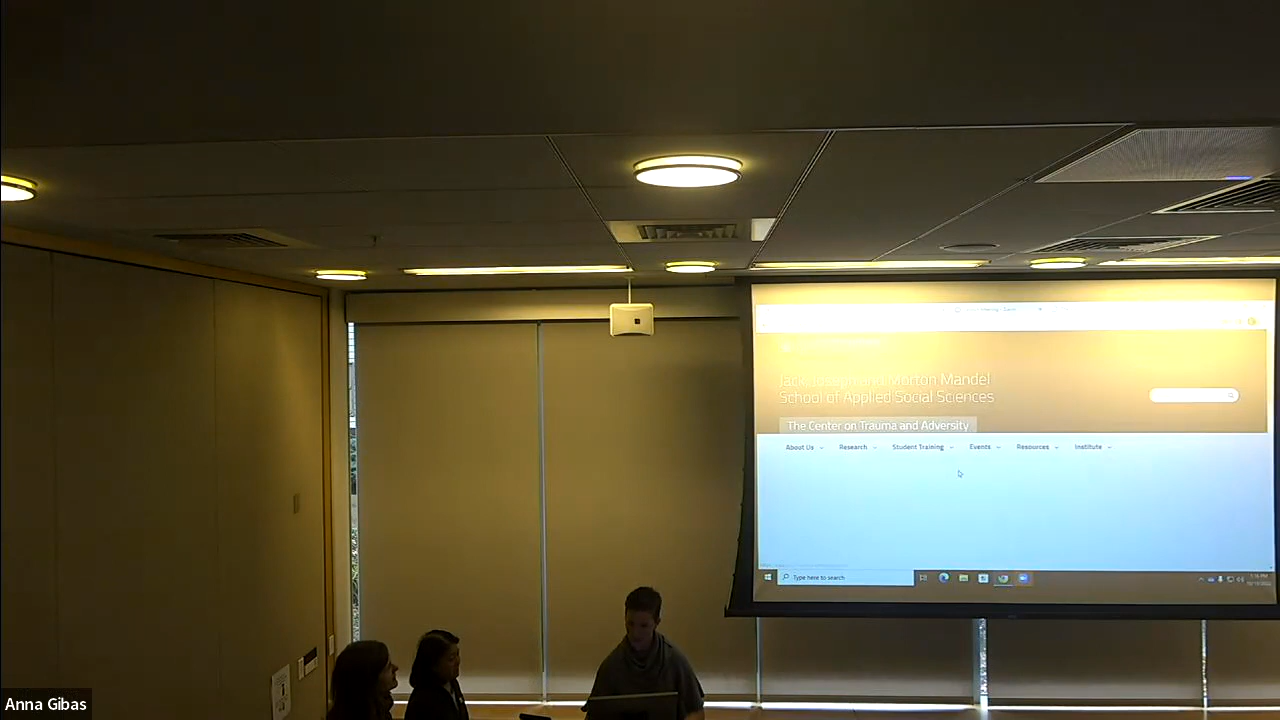 Jack, Joseph and Morton Mandel
School of Applied Social Sciences
The Center on Trauma and Adversity
About Us
Research
Student Training
Events
Resources
Institute
Type here to search
Anna Gibas